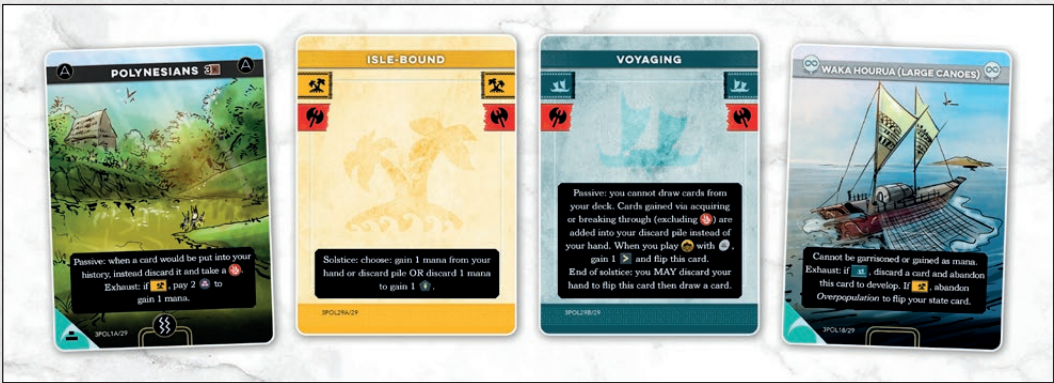 POLYNESIANS 3
Passive: when a card would be put into your
history, instead discard it and take a
Exhaust: if , pay 2 to
gain 1 mana.
3POL1A/29
ISLE-BOUND
Solstice: choose: gain 1 mana from your
hand or discard pile OR discard 1 mana
to gain 1 .
3POL29A/29
VOYAGING
Passive: you cannot draw cards from
your deck. Cards gained via acquiring
or breaking through (excluding ) are
added into your discard pile instead of
your hand. When you play with ,
gain 1 and flip this card.
End of solstice: you MAY discard your
hand to flip this card then draw a card.
3POL29B/29
WAKA HOURUA (LARGE CANOES)
Cannot be garrisoned or gained as mana.
Exhaust: if , discard a card and abandon
this card to develop. If , abandon
Overpopulation to flip your state card.
3POL1B/29